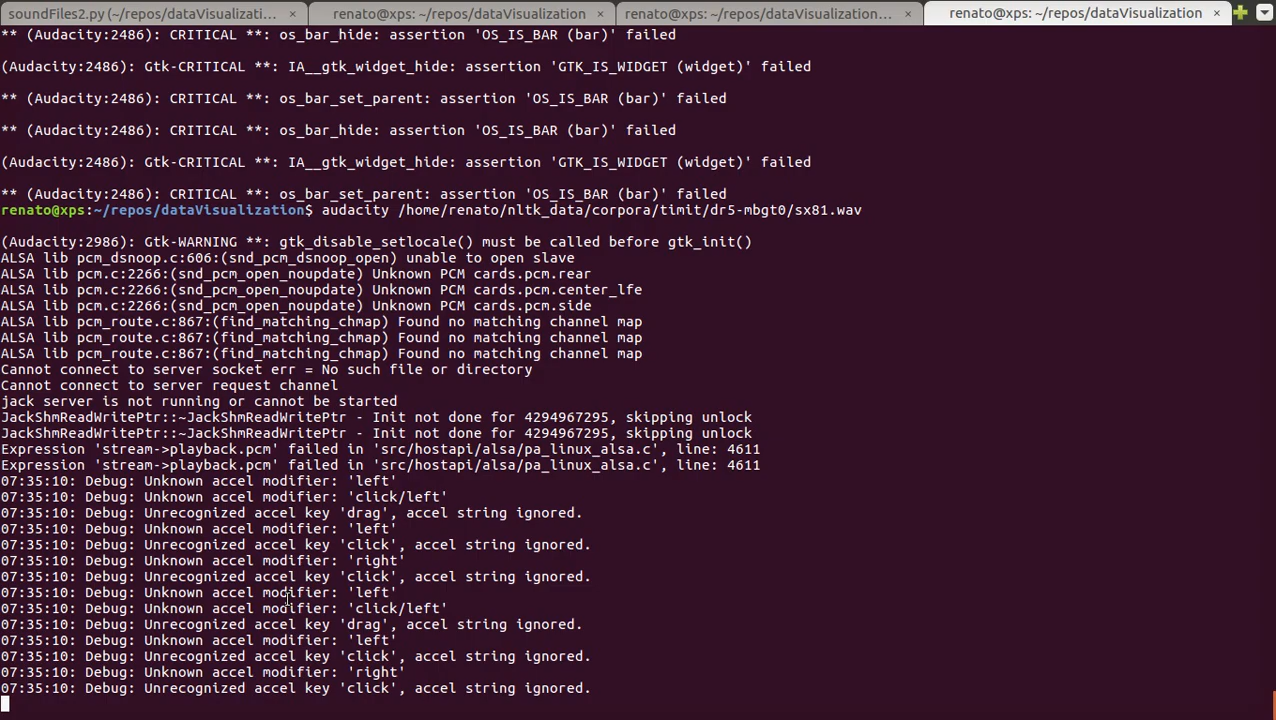 soundFiles2.py (~/repos/dataVisualizati... × renato@xps: ~/repos/dataVisualization × renato@xps: ~/repos/dataVisualization... × renato@xps: ~/repos/dataVisualization ×
** (Audacity:2486): CRITICAL **: os_bar_hide: assertion 'OS_IS_BAR (bar)' failed
(Audacity:2486): Gtk-CRITICAL **: IA__gtk_widget_hide: assertion 'GTK_IS_WIDGET (widget)' failed
** (Audacity:2486): CRITICAL **: os_bar_set_parent: assertion 'OS_IS_BAR (bar)' failed
** (Audacity:2486): CRITICAL **: os_bar_hide: assertion 'OS_IS_BAR (bar)' failed
(Audacity:2486): Gtk-CRITICAL **: IA__gtk_widget_hide: assertion 'GTK_IS_WIDGET (widget)' failed
** (Audacity:2486): CRITICAL **: os_bar_set_parent: assertion 'OS_IS_BAR (bar)' failed
renato@xps:~/repos/dataVisualization$ audacity /home/renato/nltk_data/corpora/timit/dr5-mbgt0/sx81.wav
(Audacity:2986): Gtk-WARNING **: gtk_disable_setlocale() must be called before gtk_init()
ALSA lib pcm_dsnoop.c:606:(snd_pcm_dsnoop_open) unable to open slave
ALSA lib pcm.c:2266:(snd_pcm_open_noupdate) Unknown PCM cards.pcm.rear
ALSA lib pcm.c:2266:(snd_pcm_open_noupdate) Unknown PCM cards.pcm.center_lfe
ALSA lib pcm.c:2266:(snd_pcm_open_noupdate) Unknown PCM cards.pcm.side
ALSA lib pcm_route.c:867:(find_matching_chmap) Found no matching channel map
ALSA lib pcm_route.c:867:(find_matching_chmap) Found no matching channel map
ALSA lib pcm_route.c:867:(find_matching_chmap) Found no matching channel map
Cannot connect to server socket err = No such file or directory
Cannot connect to server request channel
jack server is not running or cannot be started
JackShmReadWritePtr::~JackShmReadWritePtr - Init not done for 4294967295, skipping unlock
JackShmReadWritePtr::~JackShmReadWritePtr - Init not done for 4294967295, skipping unlock
Expression 'stream->playback.pcm' failed in 'src/hostapi/alsa/pa_linux_alsa.c', line: 4611
Expression 'stream->playback.pcm' failed in 'src/hostapi/alsa/pa_linux_alsa.c', line: 4611
07:35:10: Debug: Unknown accel modifier: 'left'
07:35:10: Debug: Unknown accel modifier: 'click/left'
07:35:10: Debug: Unrecognized accel key 'drag', accel string ignored.
07:35:10: Debug: Unknown accel modifier: 'left'
07:35:10: Debug: Unrecognized accel key 'click', accel string ignored.
07:35:10: Debug: Unknown accel modifier: 'right'
07:35:10: Debug: Unrecognized accel key 'click', accel string ignored.
07:35:10: Debug: Unknown accel modifier: 'left'
07:35:10: Debug: Unknown accel modifier: 'click/left'
07:35:10: Debug: Unrecognized accel key 'drag', accel string ignored.
07:35:10: Debug: Unknown accel modifier: 'left'
07:35:10: Debug: Unrecognized accel key 'click', accel string ignored.
07:35:10: Debug: Unknown accel modifier: 'right'
07:35:10: Debug: Unrecognized accel key 'click', accel string ignored.